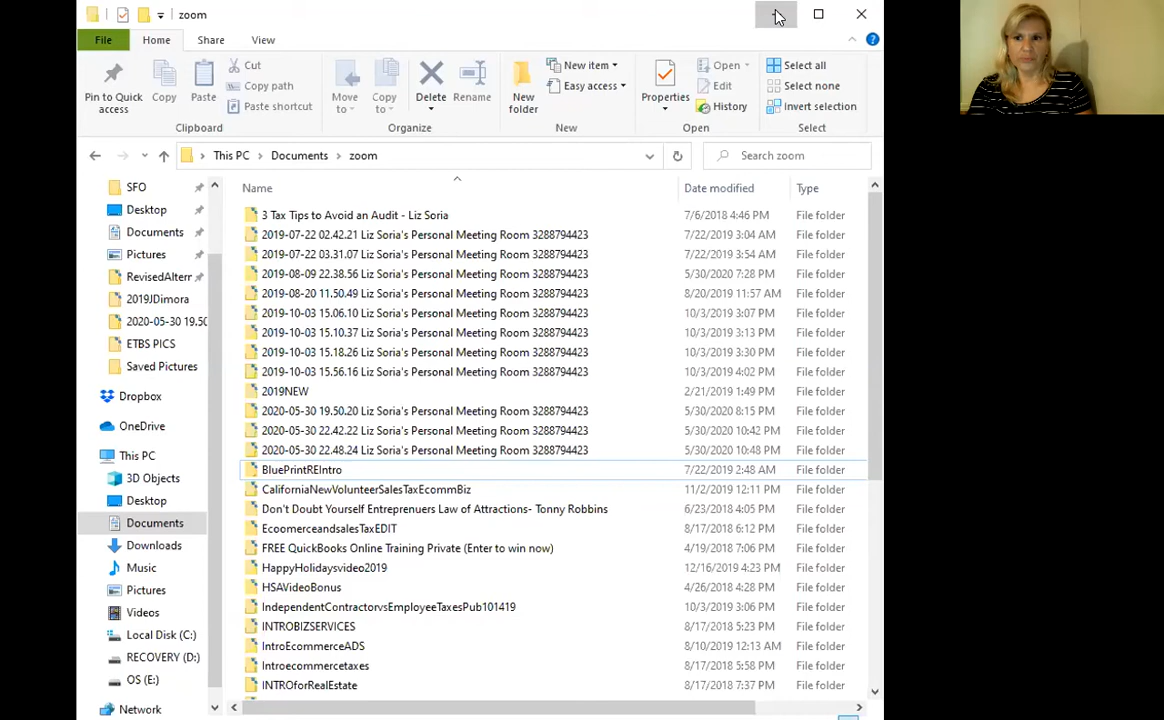 zoom
File Home Share View
Pin to Quick access
Copy
Paste
Cut
Copy path
Paste shortcut
Clipboard
Move to
Copy to
Delete
Rename
Organize
New folder
New item
Easy access
New
Properties
Open
Edit
History
Open
Select all
Select none
Invert selection
Select
This PC > Documents > zoom
Search zoom
SFO
Desktop
Documents
Pictures
RevisedAltern
2019JDimora
2020-05-30 19.50
ETBS PICS
Saved Pictures
Dropbox
OneDrive
This PC
3D Objects
Desktop
Documents
Downloads
Music
Pictures
Videos
Local Disk (C:)
RECOVERY (D:)
OS (E:)
Network
Name Date modified Type
3 Tax Tips to Avoid an Audit - Liz Soria 7/6/2018 4:46 PM File folder
2019-07-22 02.42.21 Liz Soria's Personal Meeting Room 3288794423 7/22/2019 3:04 AM File folder
2019-07-22 03.31.07 Liz Soria's Personal Meeting Room 3288794423 7/22/2019 3:54 AM File folder
2019-08-09 22.38.56 Liz Soria's Personal Meeting Room 3288794423 5/30/2020 7:28 PM File folder
2019-08-20 11.50.49 Liz Soria's Personal Meeting Room 3288794423 8/20/2019 11:57 AM File folder
2019-10-03 15.06.10 Liz Soria's Personal Meeting Room 3288794423 10/3/2019 3:07 PM File folder
2019-10-03 15.10.37 Liz Soria's Personal Meeting Room 3288794423 10/3/2019 3:13 PM File folder
2019-10-03 15.18.26 Liz Soria's Personal Meeting Room 3288794423 10/3/2019 3:30 PM File folder
2019-10-03 15.56.16 Liz Soria's Personal Meeting Room 3288794423 10/3/2019 4:02 PM File folder
2019NEW 2/21/2019 1:49 PM File folder
2020-05-30 19.50.20 Liz Soria's Personal Meeting Room 3288794423 5/30/2020 8:15 PM File folder
2020-05-30 22.42.22 Liz Soria's Personal Meeting Room 3288794423 5/30/2020 10:42 PM File folder
2020-05-30 22.48.24 Liz Soria's Personal Meeting Room 3288794423 5/30/2020 10:48 PM File folder
BluePrintREIntro 7/22/2019 2:48 AM File folder
CaliforniaNewVolunteerSalesTaxEcommBiz 11/2/2019 12:11 PM File folder
Don't Doubt Yourself Entreprenuers Law of Attractions- Tonny Robbins 6/23/2018 4:05 PM File folder
EcoomerceandsalesTaxEDIT 8/17/2018 6:12 PM File folder
FREE QuickBooks Online Training Private (Enter to win now) 4/19/2018 7:06 PM File folder
HappyHolidaysvideo2019 12/16/2019 4:23 PM File folder
HSAVideoBonus 4/26/2018 4:28 PM File folder
IndependentContractorvsEmployeeTaxesPub101419 10/3/2019 3:06 PM File folder
INTROBIZSERVICES 8/17/2018 5:23 PM File folder
IntroEcommerceADS 8/10/2019 12:13 AM File folder
Introecommercetaxes 8/17/2018 5:58 PM File folder
INTROforRealEstate 8/17/2018 7:37 PM File folder